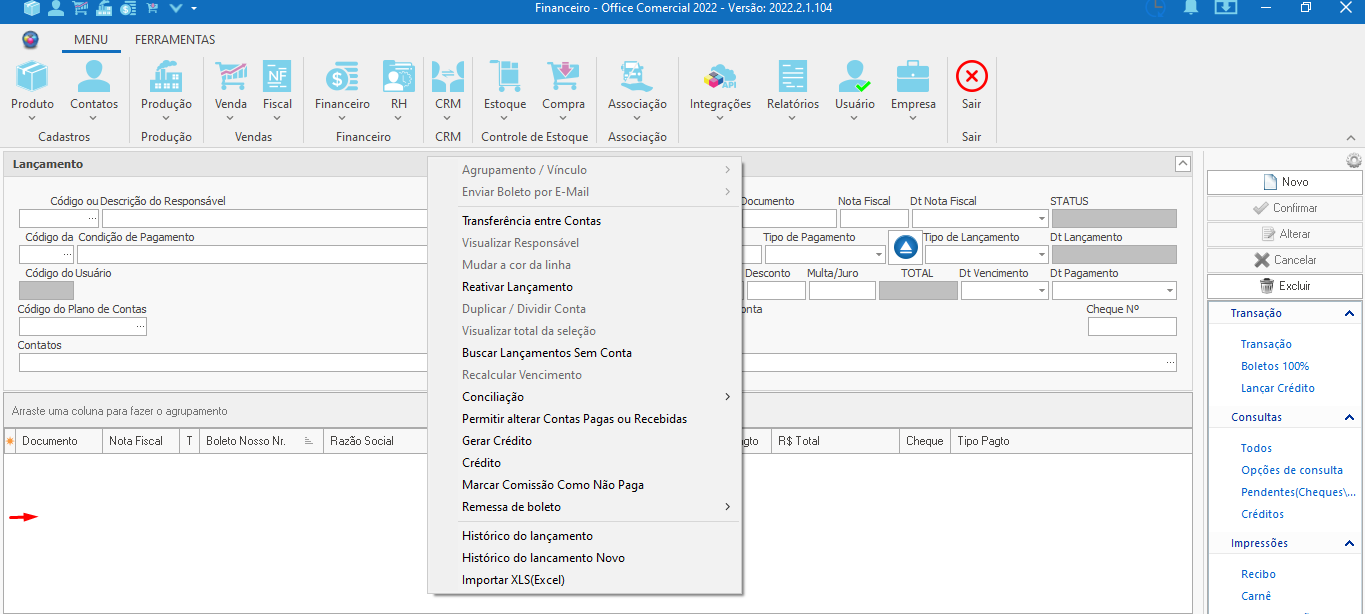 Financeiro - Office Comercial 2022 - Versão: 2022.2.1.104
MENU FERRAMENTAS
NF API
Produto Contatos Produção Venda Fiscal Financeiro RH CRM Estoque Compra Associação Integrações Relatórios Usuário Empresa Sair
Cadastros Produção Vendas Financeiro CRM Controle de Estoque Associação Sair
Lançamento
Código ou Descrição do Responsável
Documento Nota Fiscal Dt Nota Fiscal STATUS
Código da Condição de Pagamento
Tipo de Pagamento Tipo de Lançamento Dt Lançamento
Código do Usuário
Desconto Multa/Juro TOTAL Dt Vencimento Dt Pagamento
Código do Plano de Contas
Cheque Nº
Contatos
Agrupamento / Vínculo
Enviar Boleto por E-Mail
Transferência entre Contas
Visualizar Responsável
Mudar a cor da linha
Reativar Lançamento
Duplicar / Dividir Conta
Visualizar total da seleção
Buscar Lançamentos Sem Conta
Recalcular Vencimento
Conciliação
Permitir alterar Contas Pagas ou Recebidas
Gerar Crédito
Crédito
Marcar Comissão Como Não Paga
Remessa de boleto
Histórico do lançamento
Histórico do lancamento Novo
Importar XLS(Excel)
Arraste uma coluna para fazer o agrupamento
Documento Nota Fiscal T Boleto Nosso Nr. Razão Social
R$ Total Cheque Tipo Pagto
Novo
Confirmar
Alterar
Cancelar
Excluir
Transação
Transação
Boletos 100%
Lançar Crédito
Consultas
Todos
Opções de consulta
Pendentes(Cheques\...
Créditos
Impressões
Recibo
Carnê